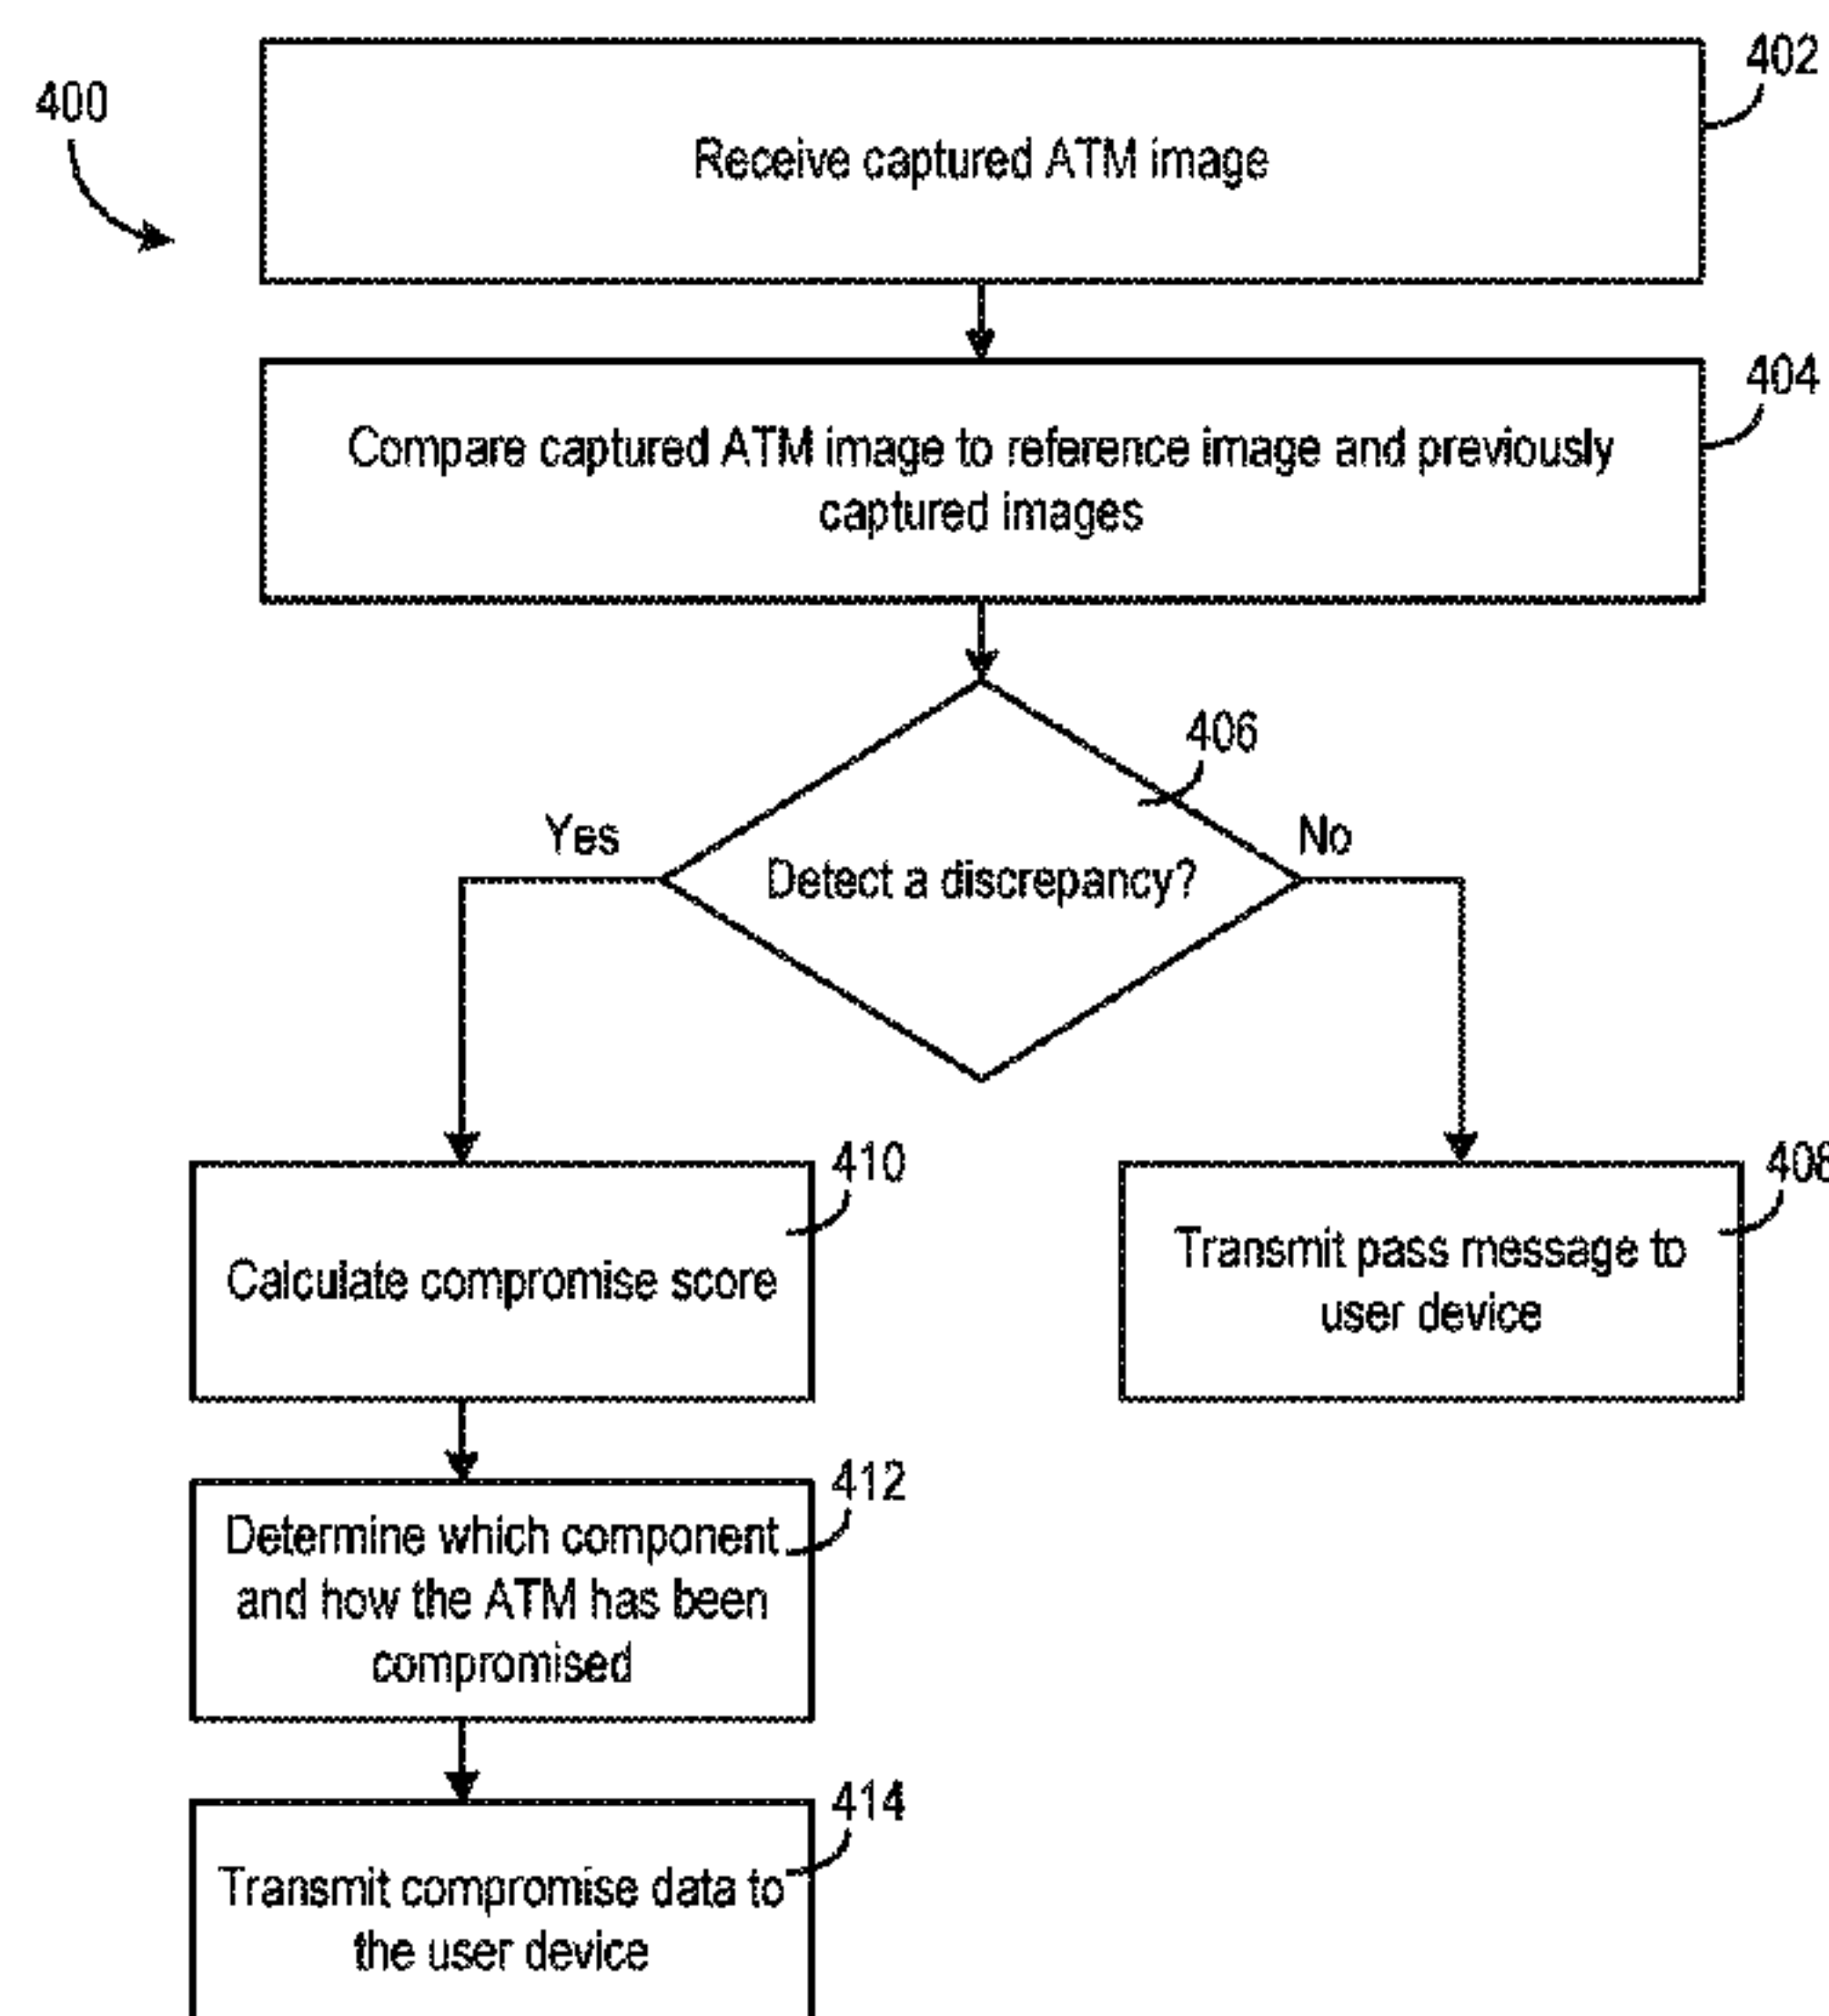 400
402
Receive captured ATM image
404
Compare captured ATM image to reference image and previously
captured images
406
Yes
No
Detect a discrepancy?
410
Calculate compromise score
408
Transmit pass message to
user device
412
Determine which component
and how the ATM has been
compromised
414
Transmit compromise data to
the user device